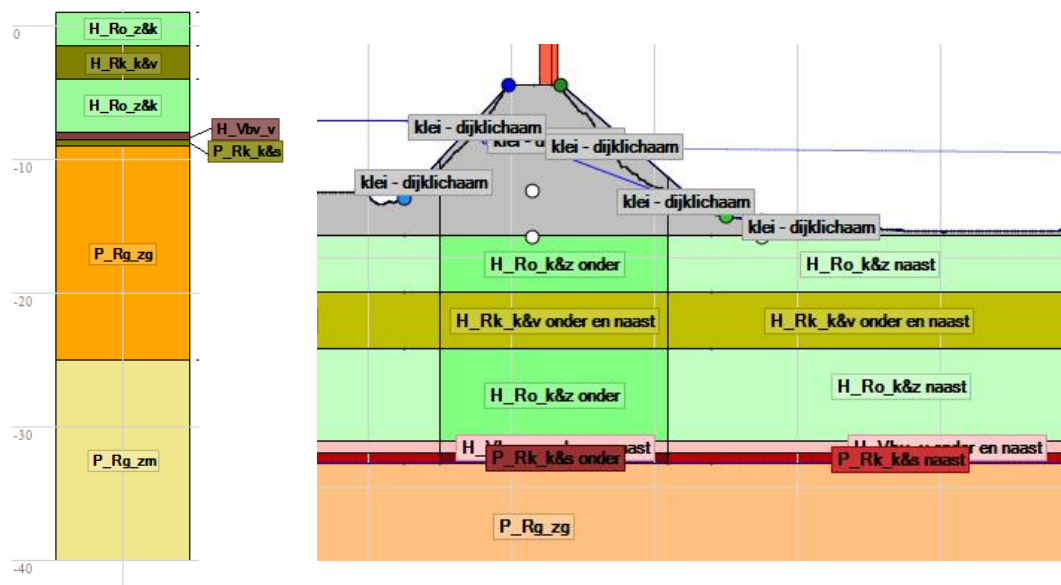 0
-10
-20
-30
-40
H_Ro_z&k
H_Rk_k&v
H_Ro_z&k
H_Vbv_v
P_Rk_k&s
P_Rg_zg
P_Rg_zm
klei - dijklichaam
klei - dijklichaam
klei - dijklichaam
klei - dijklichaam
klei - dijklichaam
H_Ro_k&z onder
H_Ro_k&z naast
H_Rk_k&v onder en naast
H_Rk_k&v onder en naast
H_Ro_k&z onder
H_Ro_k&z naast
P_Rk_k&s onder
P_Rk_k&s naast
P_Rg_zg